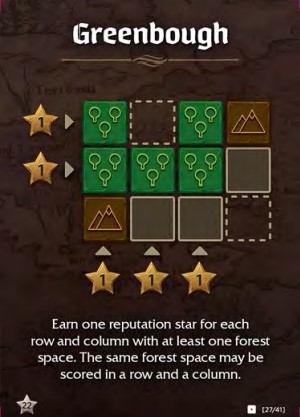 Greenbough
1
1
1 1 1
Earn one reputation star for each
row and column with at least one forest
space. The same forest space may be
scored in a row and a column.
22
[27/41]